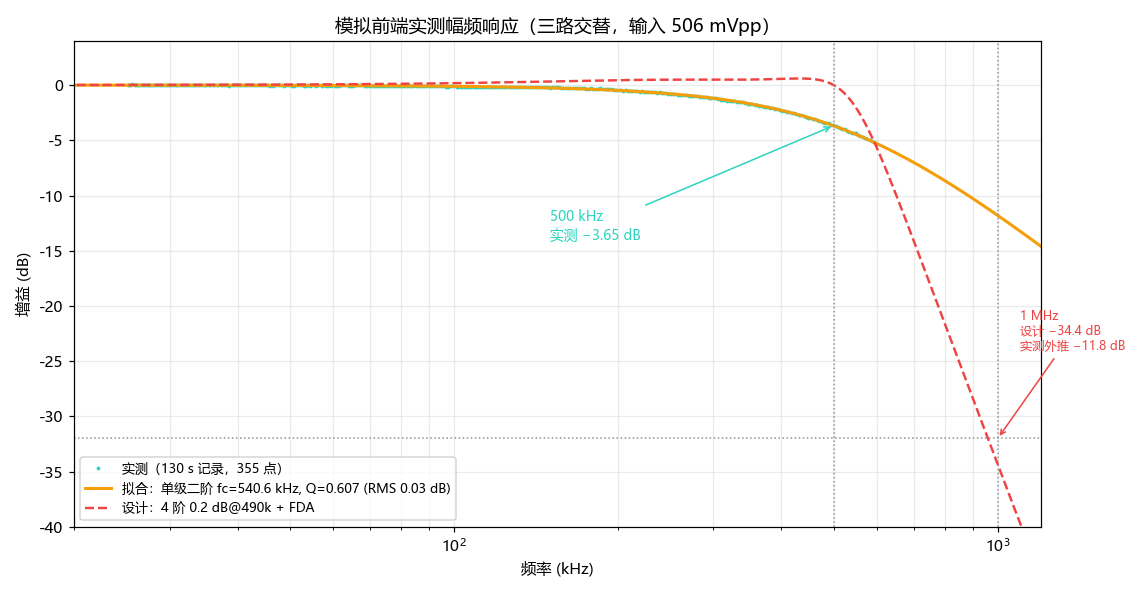 模拟前端实测幅频响应（三路交替，输入 506 mVpp）
增益 (dB)
0
-5
-10
-15
-20
-25
-30
-35
-40
500 kHz
实测 −3.65 dB
1 MHz
设计 −34.4 dB
实测外推 −11.8 dB
实测（130 s 记录，355 点）
拟合：单级二阶 fc=540.6 kHz, Q=0.607 (RMS 0.03 dB)
设计：4 阶 0.2 dB@490k + FDA
10²
10³
频率 (kHz)